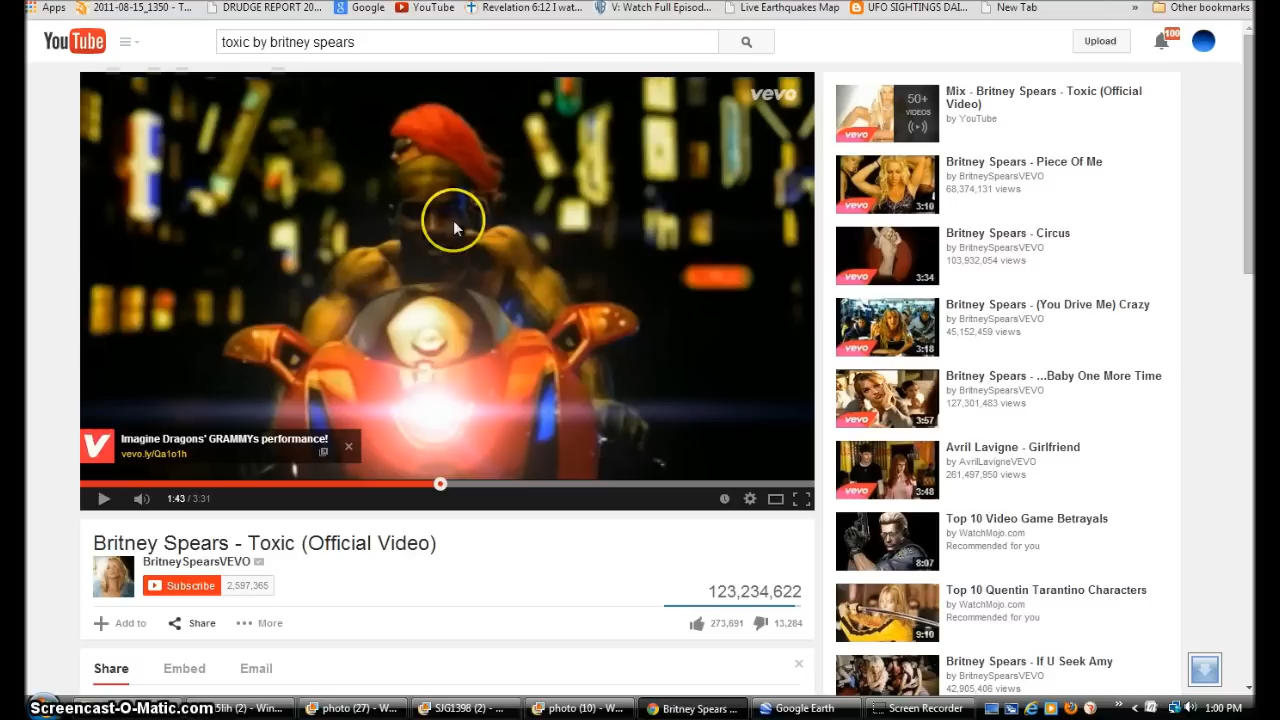 Apps
2011-08-15_1350 - T...
DRUDGE REPORT 20...
Google
YouTube
Revelation 6:12 I wat...
V: Watch Full Episod...
Live Earthquakes Map
UFO SIGHTINGS DAI...
New Tab
»
Other bookmarks
YouTube
toxic by britney spears
Upload
100
vevo
Imagine Dragons' GRAMMYs performance!
vevo.ly/Qa1o1h
1:43 / 3:31
Britney Spears - Toxic (Official Video)
BritneySpearsVEVO
Subscribe 2,597,365
123,234,622
Add to
Share
More
273,691
13,284
Share
Embed
Email
50+
VIDEOS
vevo
Mix - Britney Spears - Toxic (Official
Video)
by YouTube
vevo
3:10
Britney Spears - Piece Of Me
by BritneySpearsVEVO
68,374,131 views
vevo
3:34
Britney Spears - Circus
by BritneySpearsVEVO
103,932,054 views
vevo
3:18
Britney Spears - (You Drive Me) Crazy
by BritneySpearsVEVO
45,152,459 views
vevo
3:57
Britney Spears - ...Baby One More Time
by BritneySpearsVEVO
127,301,483 views
vevo
3:48
Avril Lavigne - Girlfriend
by AvrilLavigneVEVO
261,497,950 views
8:07
Top 10 Video Game Betrayals
by WatchMojo.com
Recommended for you
9:10
Top 10 Quentin Tarantino Characters
by WatchMojo.com
Recommended for you
Britney Spears - If U Seek Amy
by BritneySpearsVEVO
42,905,406 views
Screencast-O-Matic.com
(2) - Win...
photo (27) - W...
SJG1398 (2) - ...
photo (10) - W...
Britney Spears ...
Google Earth
Screen Recorder
»
1:00 PM